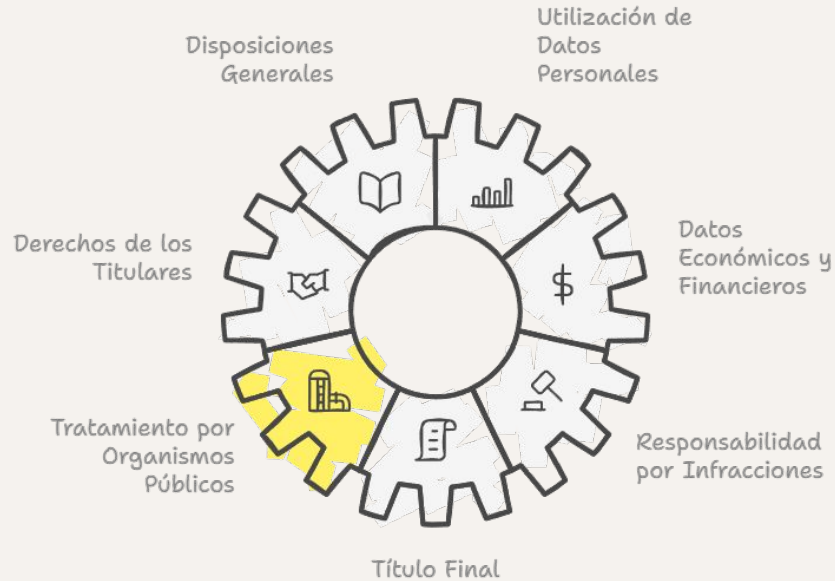 Utilización de
Datos
Personales
Disposiciones
Generales
Datos
Económicos y
Financieros
Derechos de los
Titulares
Tratamiento por
Organismos
Públicos
Responsabilidad
por Infracciones
Título Final
$